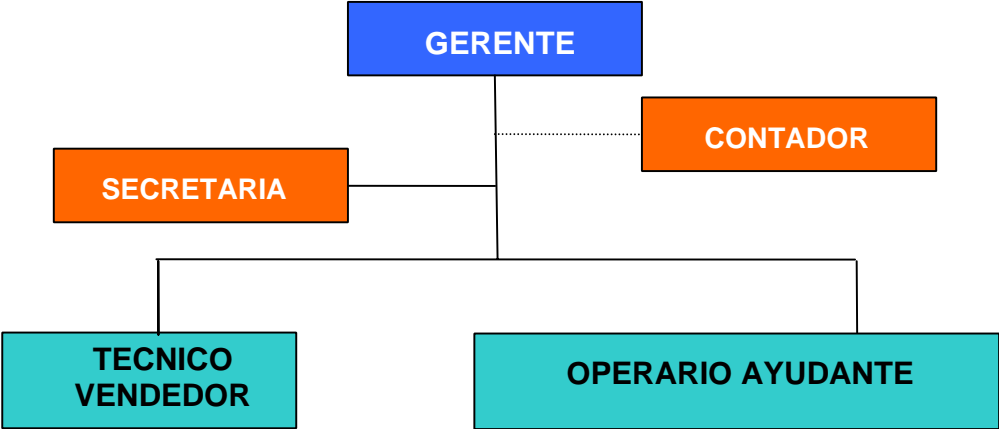 GERENTE
CONTADOR
SECRETARIA
TECNICO
VENDEDOR
OPERARIO AYUDANTE